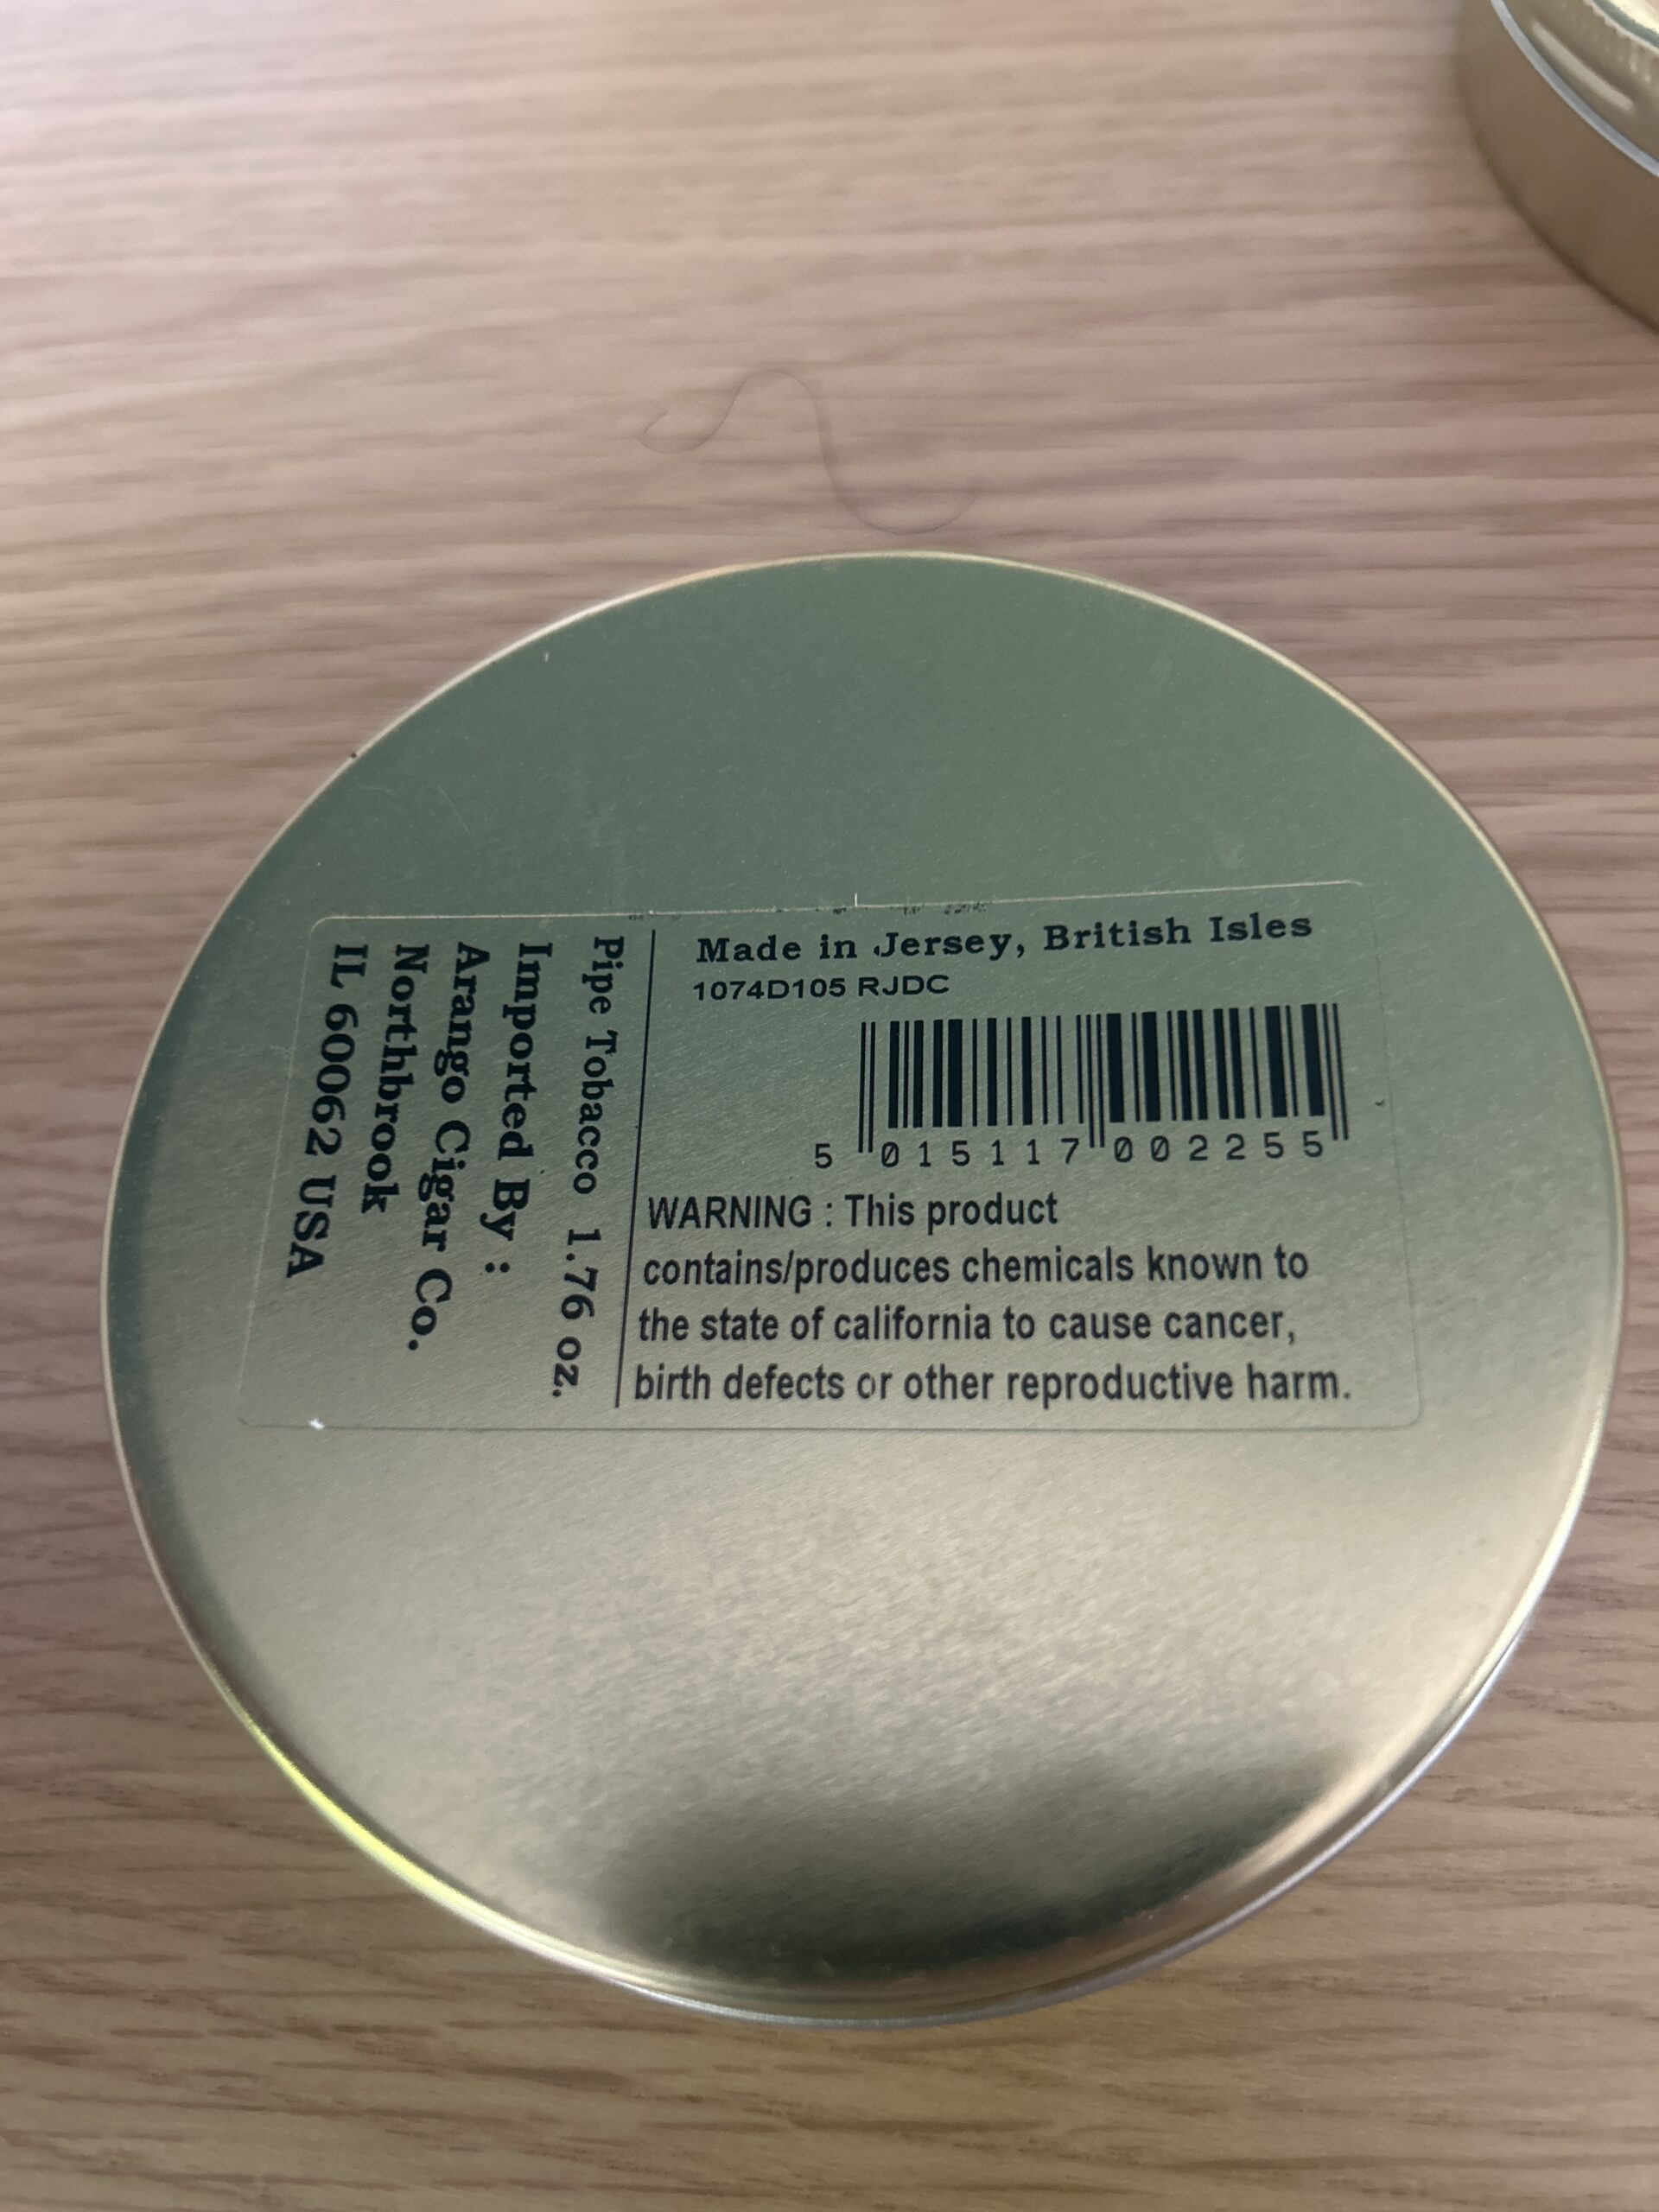 Made in Jersey, British Isles
1074D105 RJDC
5 015117 002255
WARNING : This product
contains/produces chemicals known to
the state of california to cause cancer,
birth defects or other reproductive harm.
Pipe Tobacco 1.76 oz.
Imported By :
Arango Cigar Co.
Northbrook
IL 60062 USA